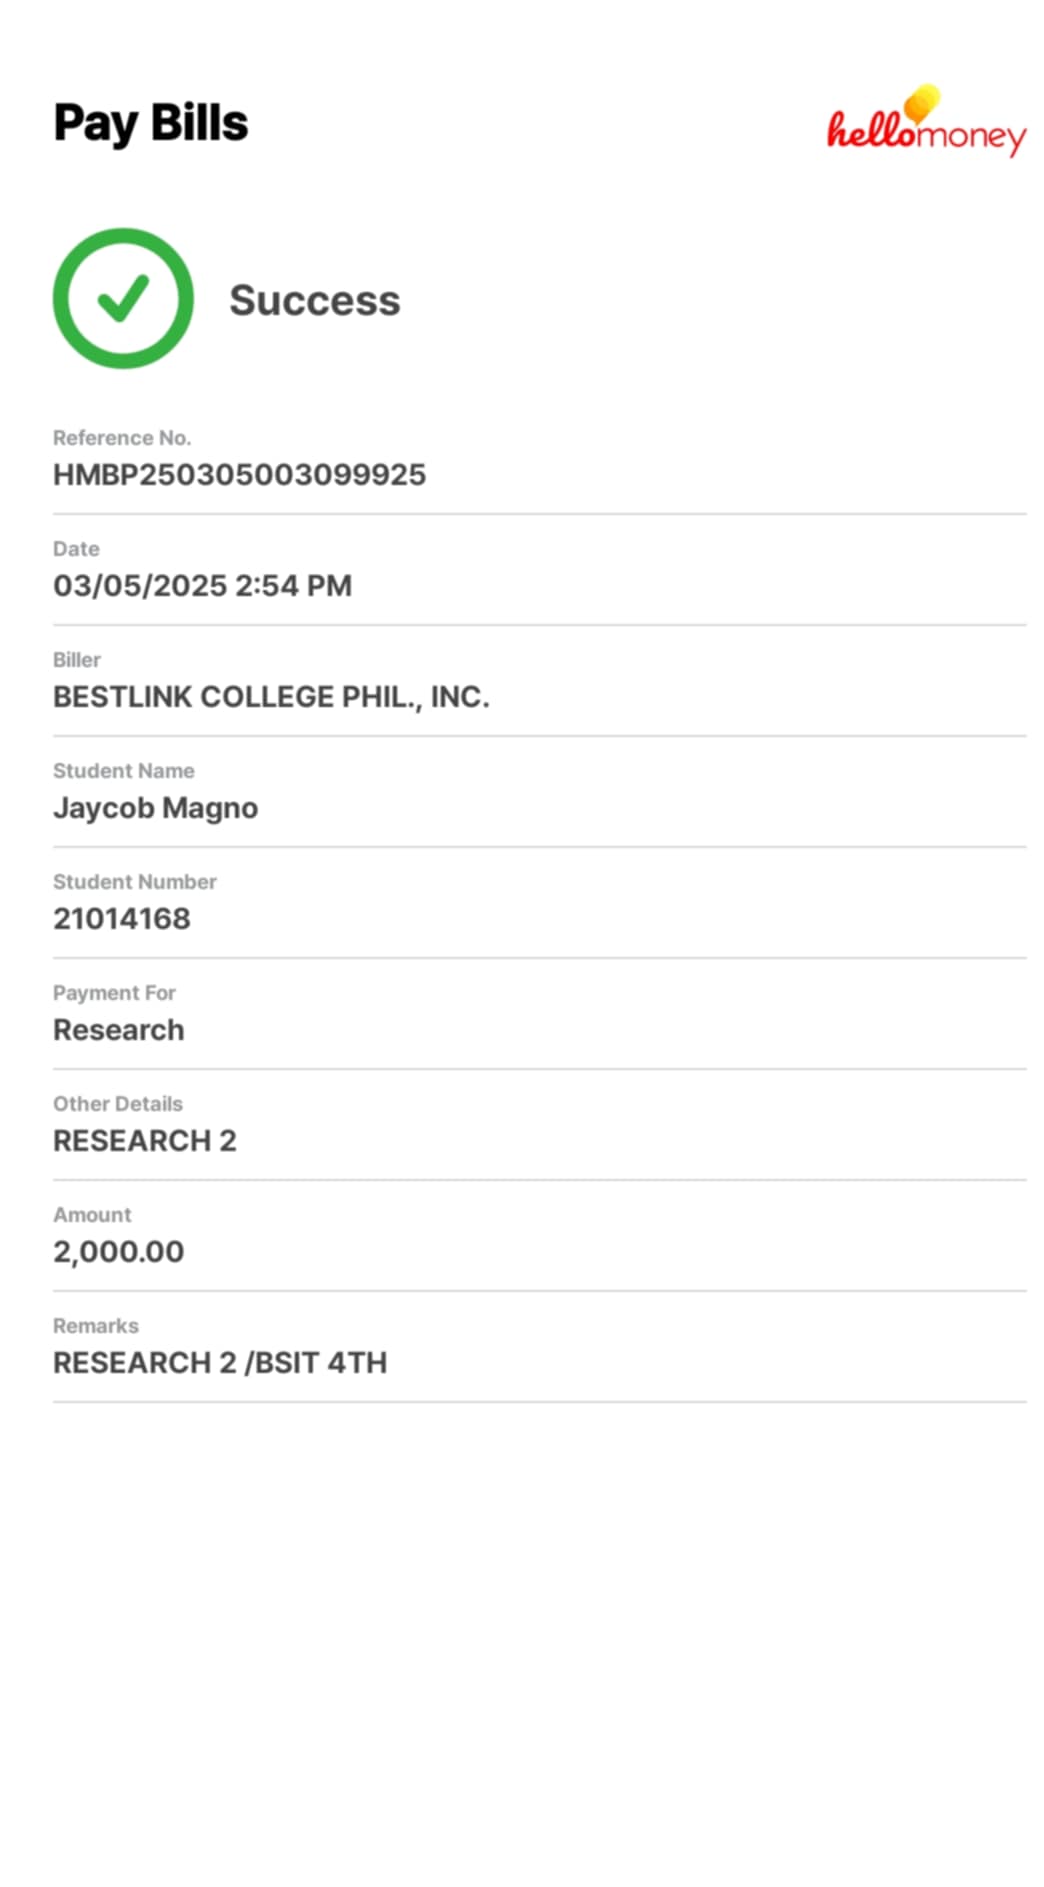 Pay Bills
hellomoney
Success
Reference No.
HMBP250305003099925
Date
03/05/2025 2:54 PM
Biller
BESTLINK COLLEGE PHIL., INC.
Student Name
Jaycob Magno
Student Number
21014168
Payment For
Research
Other Details
RESEARCH 2
Amount
2,000.00
Remarks
RESEARCH 2 /BSIT 4TH